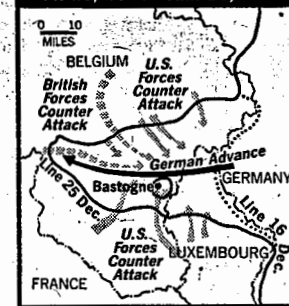 0 10
MILES
BELGIUM
U.S.
Forces
Counter
Attack
British
Forces
Counter
Attack
German Advance
Bastogne
GERMANY
Line 25 Dec.
Line 16 Dec.
U.S.
Forces
Counter
Attack
LUXEMBOURG
FRANCE